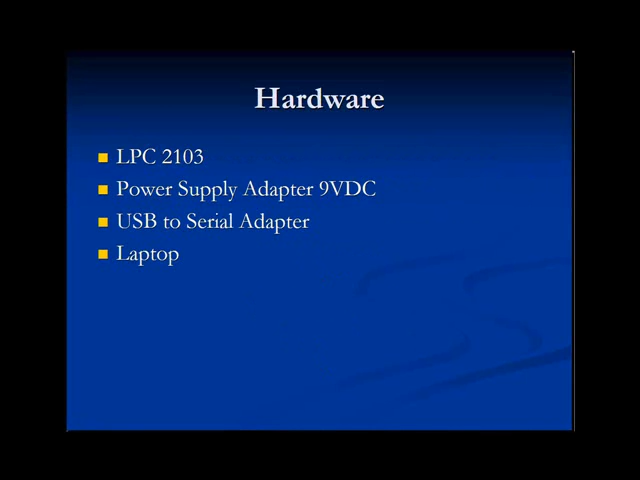 Hardware
LPC 2103
Power Supply Adapter 9VDC
USB to Serial Adapter
Laptop